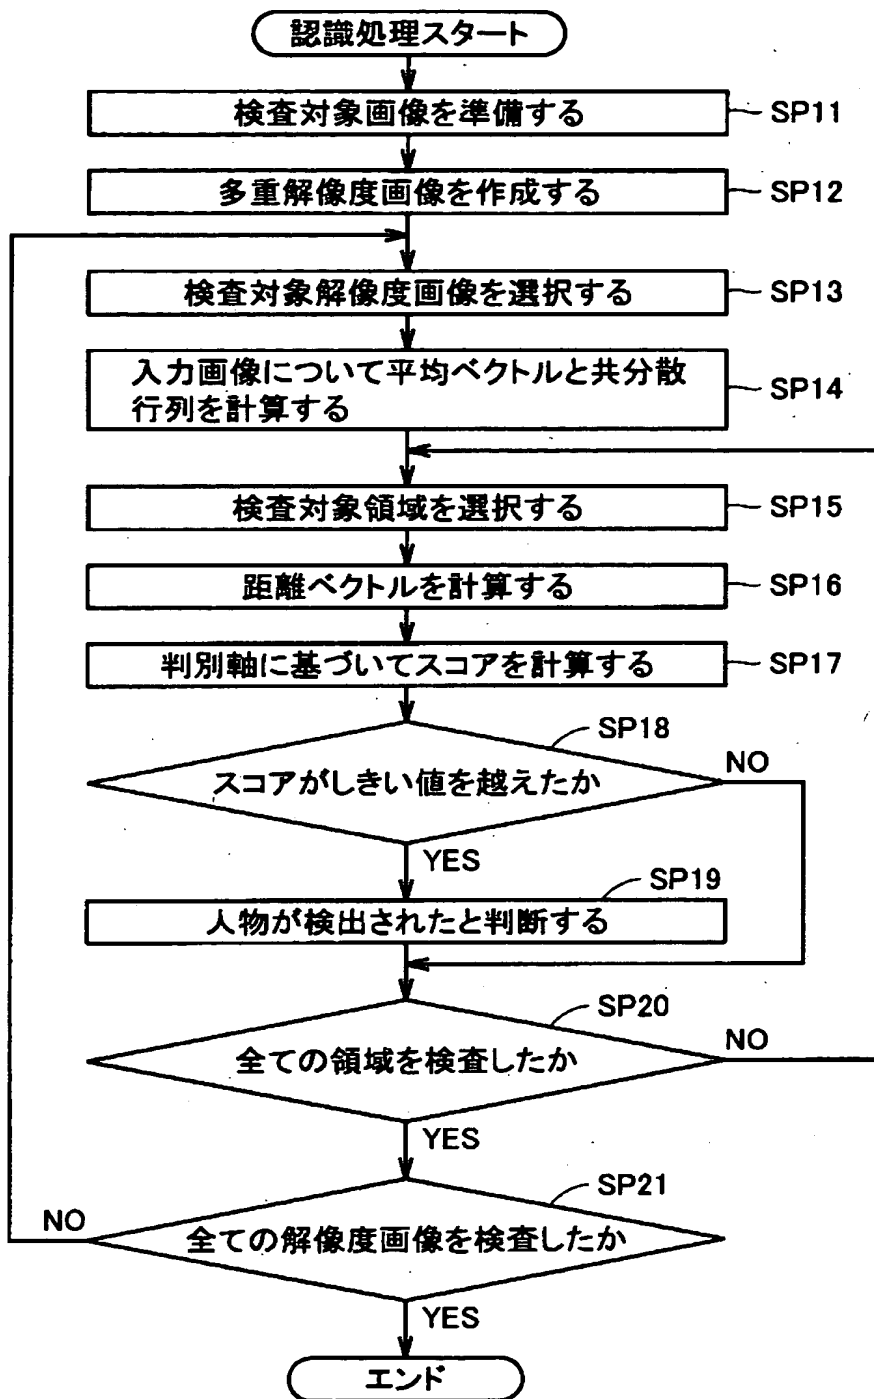 認識処理スタート
検査対象画像を準備する
SP11
多重解像度画像を作成する
SP12
検査対象解像度画像を選択する
SP13
入力画像について平均ベクトルと共分散
行列を計算する
SP14
検査対象領域を選択する
SP15
距離ベクトルを計算する
SP16
判別軸に基づいてスコアを計算する
SP17
SP18
スコアがしきい値を越えたか
NO
YES
SP19
人物が検出されたと判断する
SP20
全ての領域を検査したか
NO
YES
SP21
全ての解像度画像を検査したか
NO
YES
エンド